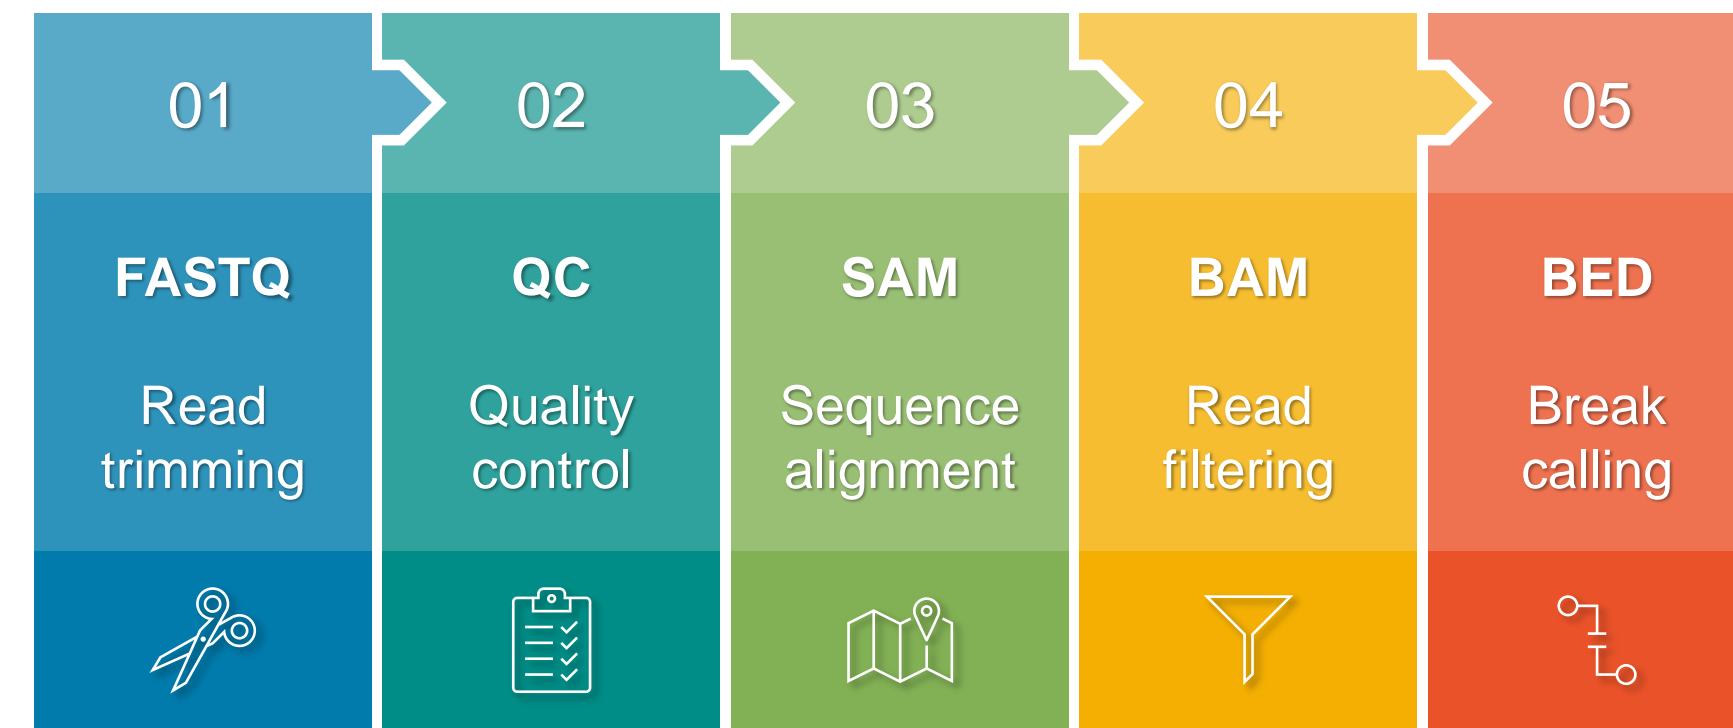 01
02
03
04
05
FASTQ
QC
SAM
BAM
BED
Read
trimming
Quality
control
Sequence
alignment
Read
filtering
Break
calling